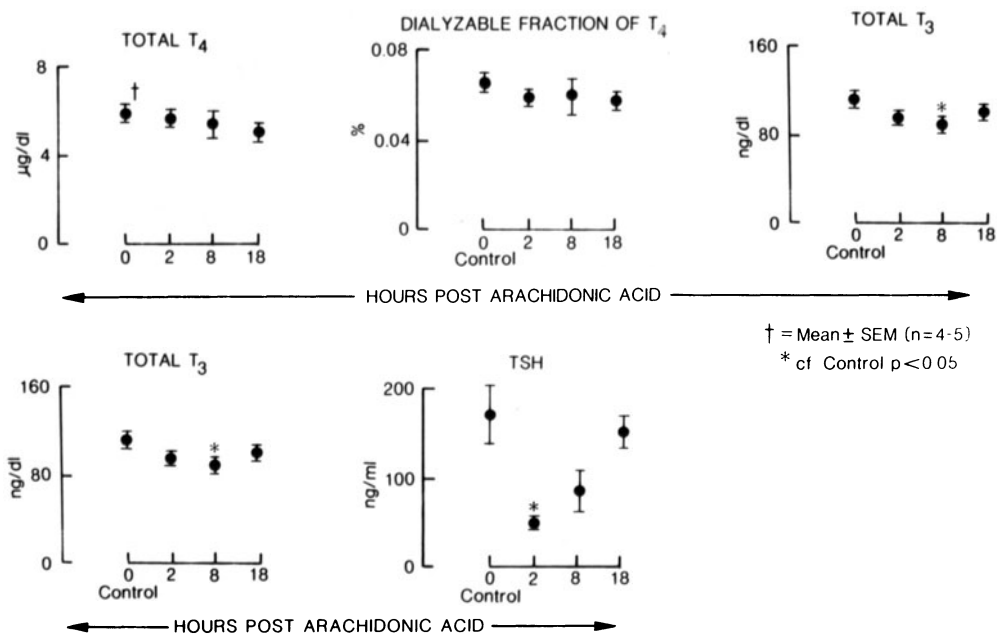 TOTAL T4
DIALYZABLE FRACTION OF T4
TOTAL T3
8
4
0
µg/dl
†
0 2 8 18
0.08
0.04
0
%
0 2 8 18
Control
160
80
0
ng/dl
*
0 2 8 18
Control
HOURS POST ARACHIDONIC ACID
† = Mean ± SEM (n=4-5)
* cf Control p<0 05
TOTAL T3
160
80
0
ng/dl
*
0 2 8 18
Control
TSH
200
100
0
ng/ml
*
0 2 8 18
Control
HOURS POST ARACHIDONIC ACID